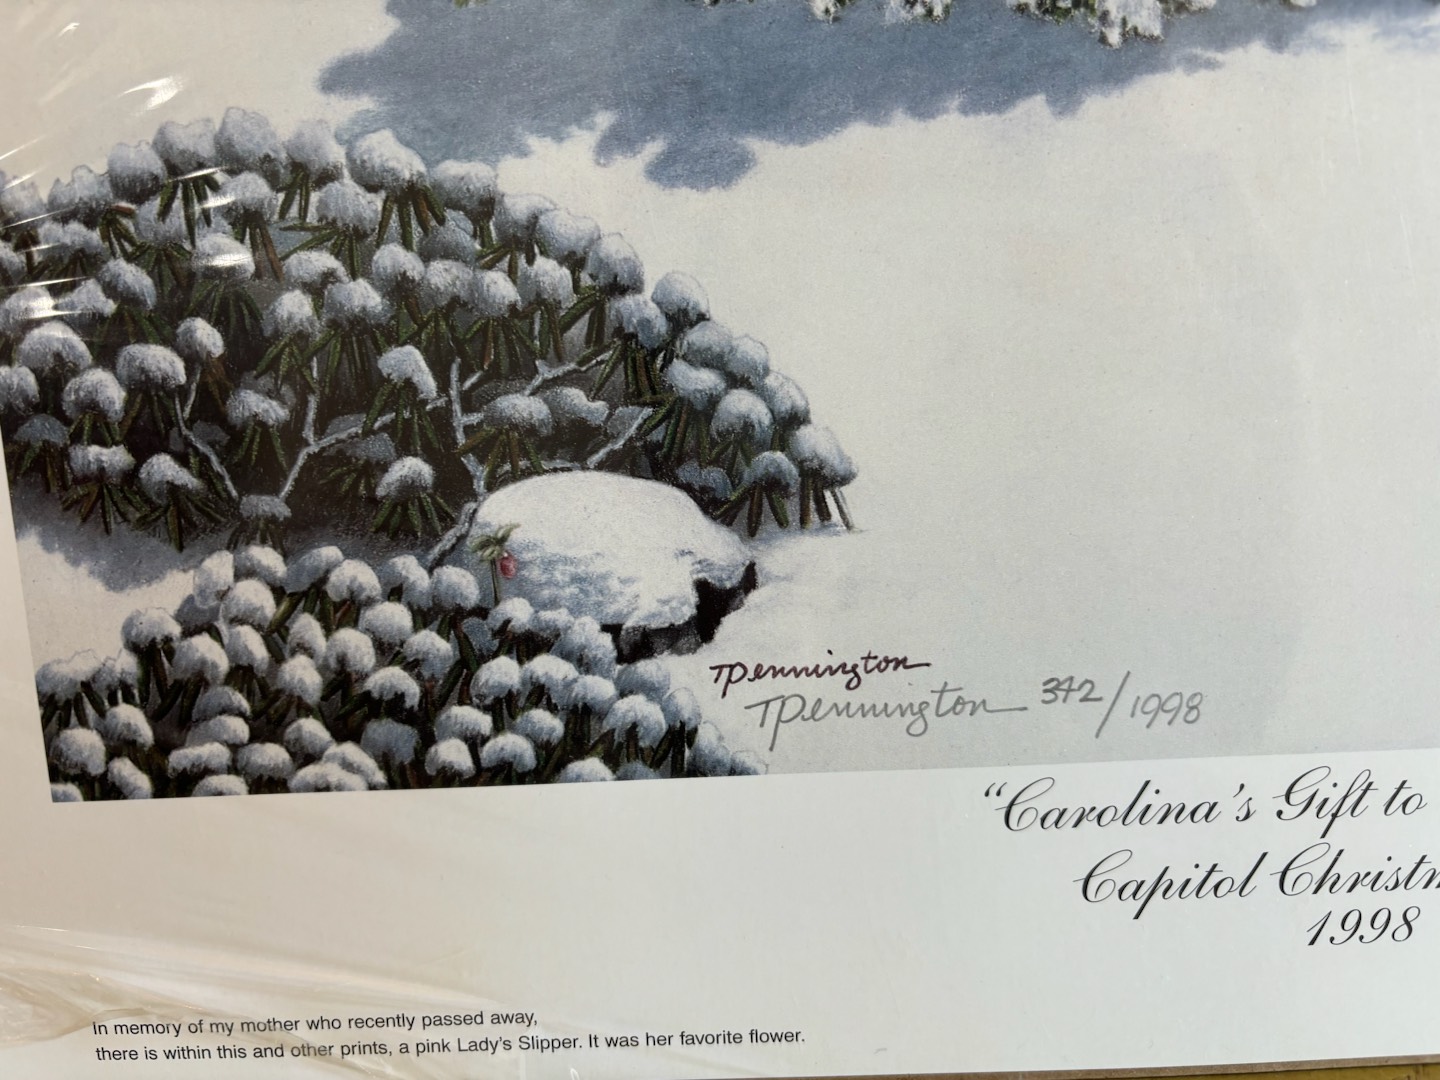 TPennington
TPennington 342/1998
"Carolina's Gift to
Capitol
1998
In memory of my mother who recently passed away,
there is within this and other prints, a pink Lady's Slipper. It was her favorite flower.